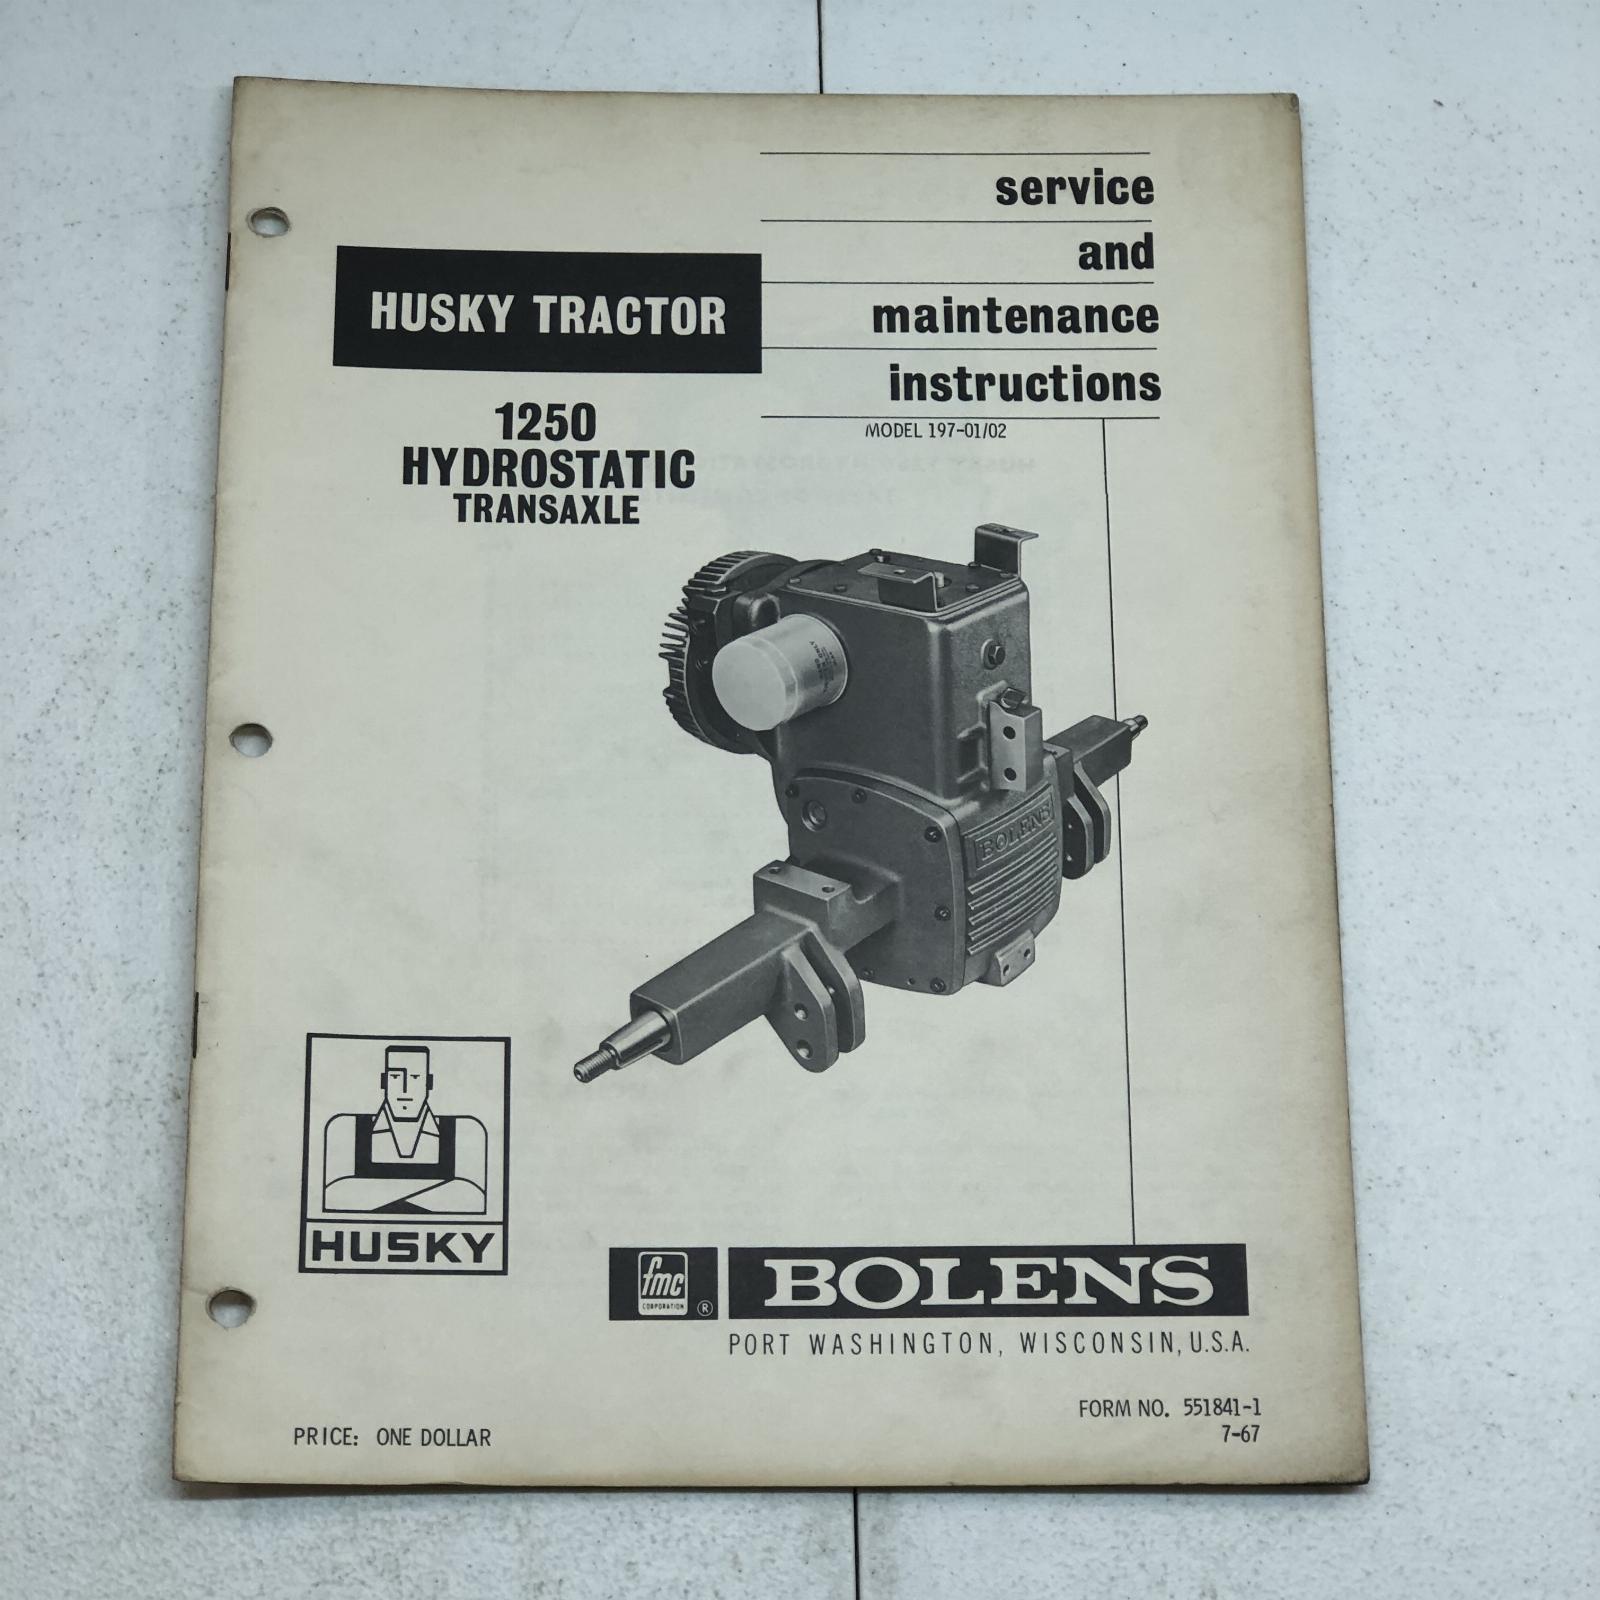 service
and
maintenance
instructions
HUSKY TRACTOR
1250
HYDROSTATIC
TRANSAXLE
MODEL 197-01/02
BOLENS
HUSKY
fmc
CORPORATION
®
BOLENS
PORT WASHINGTON, WISCONSIN, U.S.A.
FORM NO. 551841-1
7-67
PRICE: ONE DOLLAR